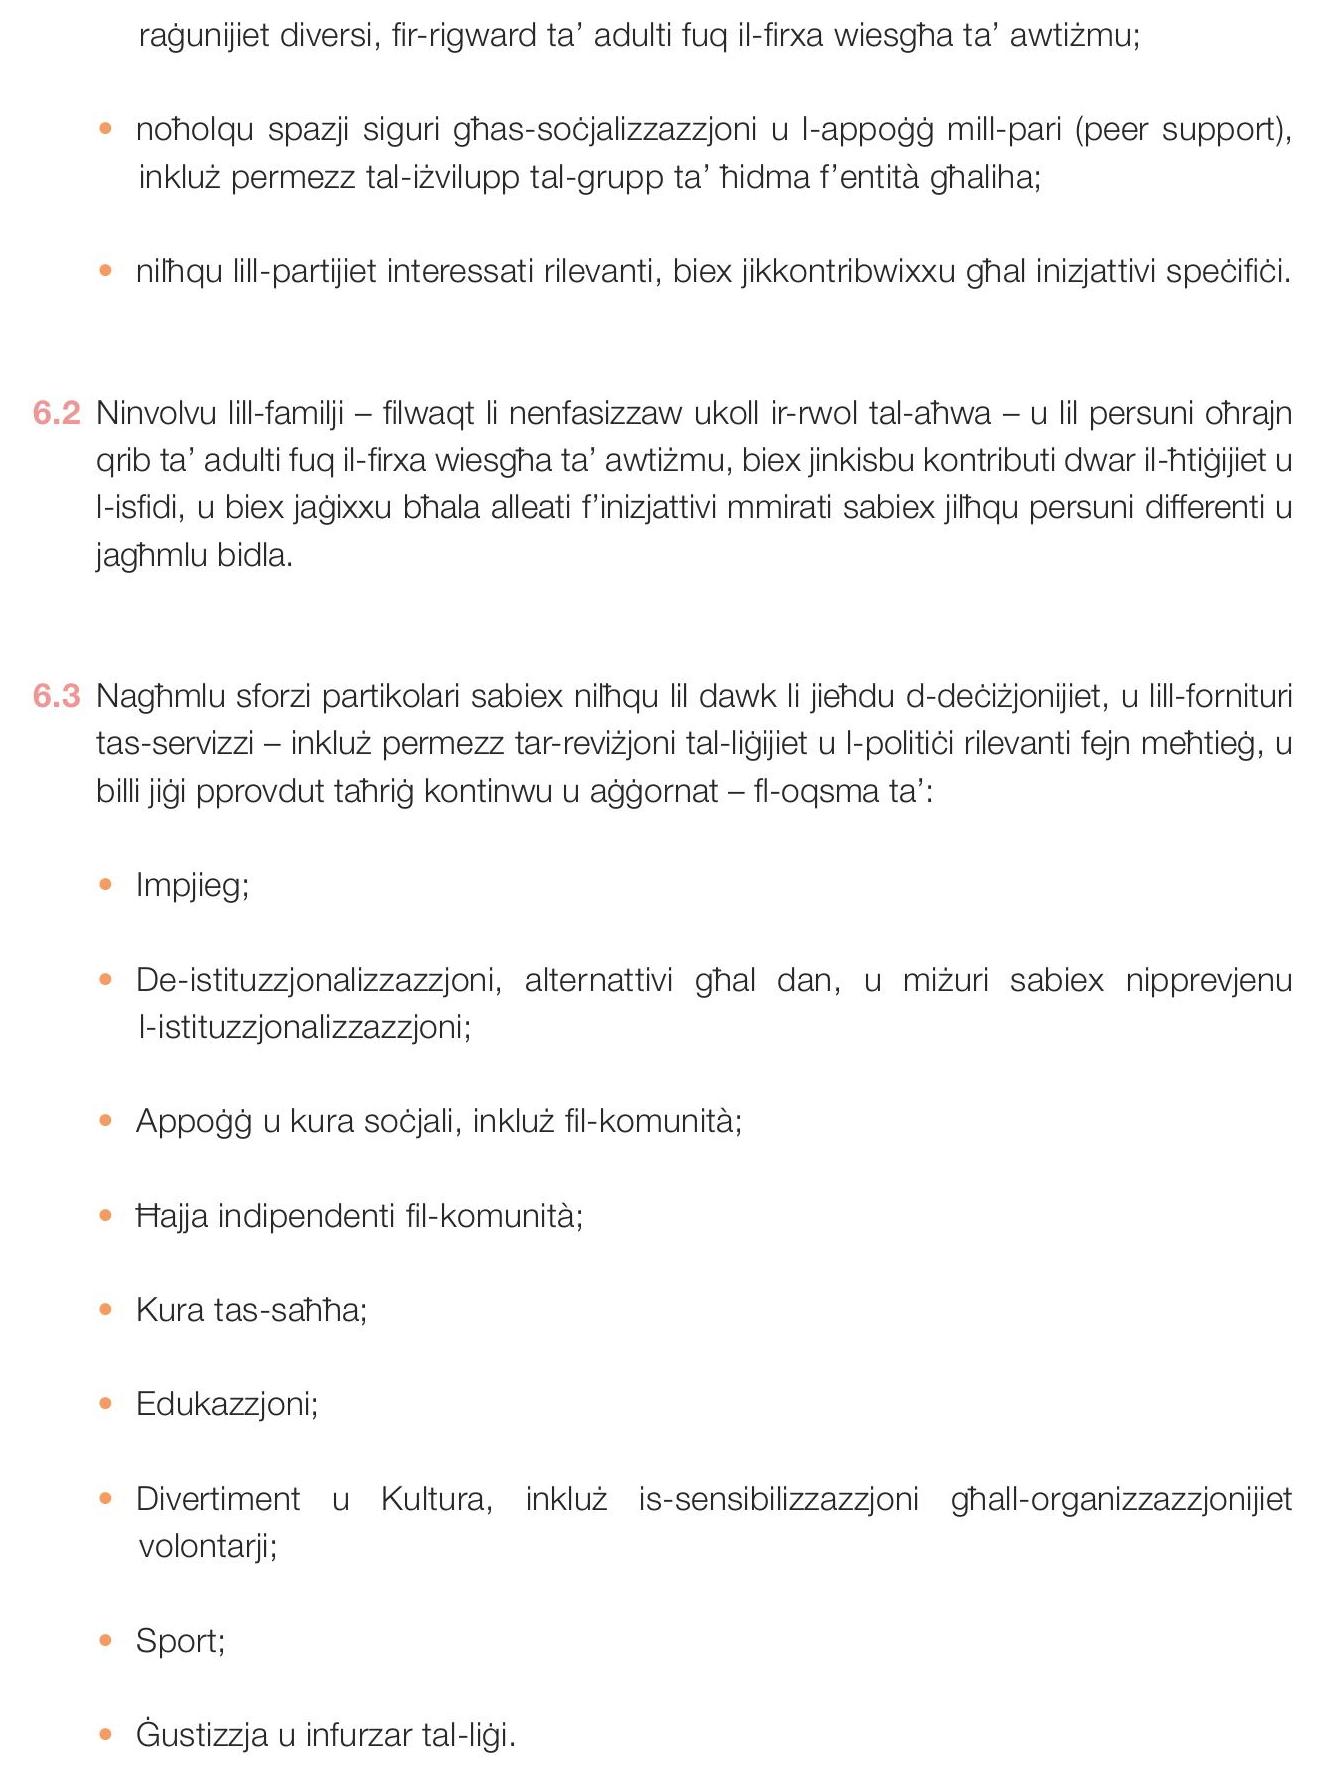 raġunijiet diversi, fir-rigward ta’ adulti fuq il-firxa wiesgħa ta’ awtiżmu;
• noħolqu spazji siguri għas-soċjalizzazzjoni u l-appoġġ mill-pari (peer support),
inkluż permezz tal-iżvilupp tal-grupp ta’ ħidma f’entità għaliha;
• nilħqu lill-partijiet interessati rilevanti, biex jikkontribwixxu għal inizjattivi speċifiċi.
6.2 Ninvolvu lill-familji – filwaqt li nenfasizzaw ukoll ir-rwol tal-aħwa – u lil persuni oħrajn
qrib ta’ adulti fuq il-firxa wiesgħa ta’ awtiżmu, biex jinkisbu kontributi dwar il-ħtiġijiet u
l-isfidi, u biex jaġixxu bħala alleati f’inizjattivi mmirati sabiex jilħqu persuni differenti u
jagħmlu bidla.
6.3 Nagħmlu sforzi partikolari sabiex nilħqu lil dawk li jieħdu d-deċiżjonijiet, u lill-fornituri
tas-servizzi – inkluż permezz tar-reviżjoni tal-liġijiet u l-politiċi rilevanti fejn meħtieġ, u
billi jiġi pprovdut taħriġ kontinwu u aġġornat – fl-oqsma ta’:
• Impjieg;
• De-istituzzjonalizzazzjoni, alternattivi għal dan, u miżuri sabiex nipprevjenu
l-istituzzjonalizzazzjoni;
• Appoġġ u kura soċjali, inkluż fil-komunità;
• Ħajja indipendenti fil-komunità;
• Kura tas-saħħa;
• Edukazzjoni;
• Divertiment u Kultura, inkluż is-sensibilizzazzjoni għall-organizzazzjonijiet
volontarji;
• Sport;
• Ġustizzja u infurzar tal-liġi.